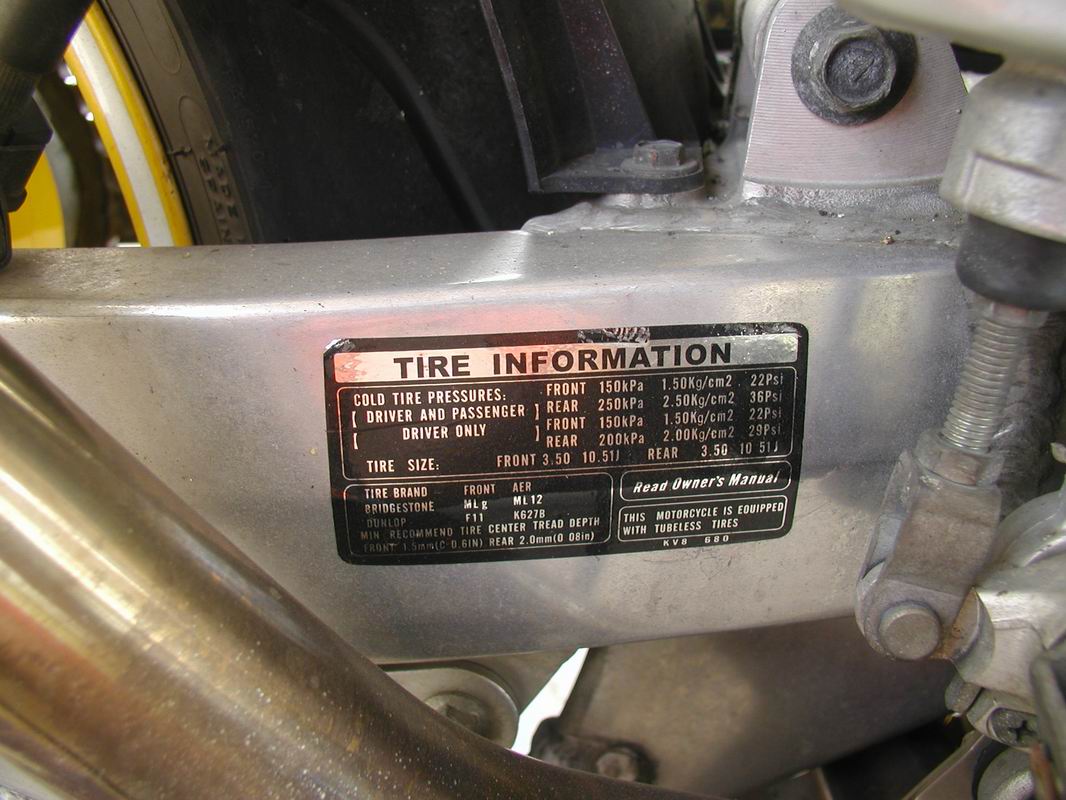 TIRE INFORMATION
COLD TIRE PRESSURES: FRONT 150kPa 1.50Kg/cm2 22Psi
[ DRIVER AND PASSENGER ] REAR 250kPa 2.50Kg/cm2 36Psi
[ DRIVER ONLY ] FRONT 150kPa 1.50Kg/cm2 22Psi
REAR 200kPa 2.00Kg/cm2 29Psi
TIRE SIZE: FRONT 3.50 10.51J REAR 3.50 10 51J
TIRE BRAND FRONT AER
BRIDGESTONE MLg ML12
DUNLOP F11 K627B
MIN RECOMMEND TIRE CENTER TREAD DEPTH
FRONT 1.5mm(C-0.6IN) REAR 2.0mm(0 08in)
Read Owner's Manual
THIS MOTORCYCLE IS EQUIPPED
WITH TUBELESS TIRES
KV8 680